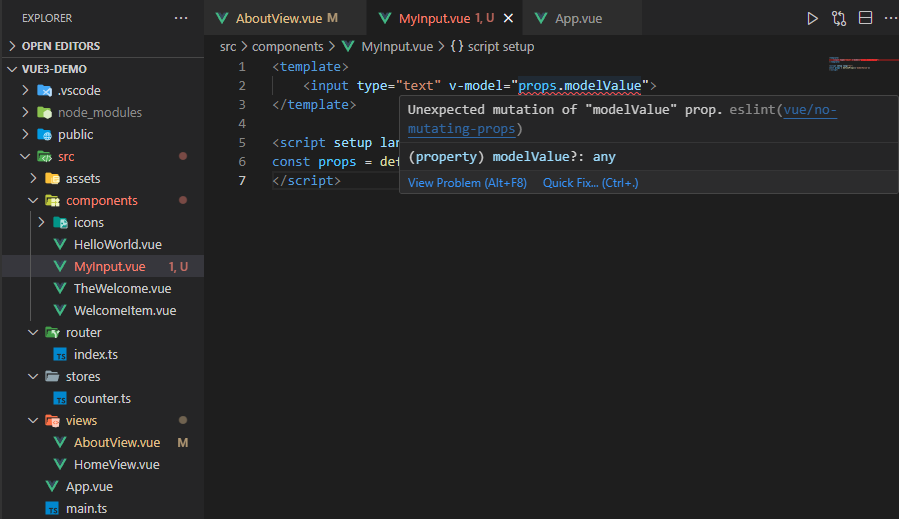 EXPLORER ···
AboutView.vue M
MyInput.vue 1, U ×
App.vue
OPEN EDITORS
VUE3-DEMO
.vscode
node_modules
public
src
assets
components
icons
HelloWorld.vue
MyInput.vue 1, U
TheWelcome.vue
WelcomeItem.vue
router
TS index.ts
stores
TS counter.ts
views
AboutView.vue M
HomeView.vue
App.vue
TS main.ts
src > components > MyInput.vue > {} script setup
1 <template>
2 <input type="text" v-model="props.modelValue">
3 </template>
4
5 <script setup lan
6 const props = def
7 </script>
Unexpected mutation of "modelValue" prop. eslint(vue/no-
mutating-props)
(property) modelValue?: any
View Problem (Alt+F8) Quick Fix... (Ctrl+.)